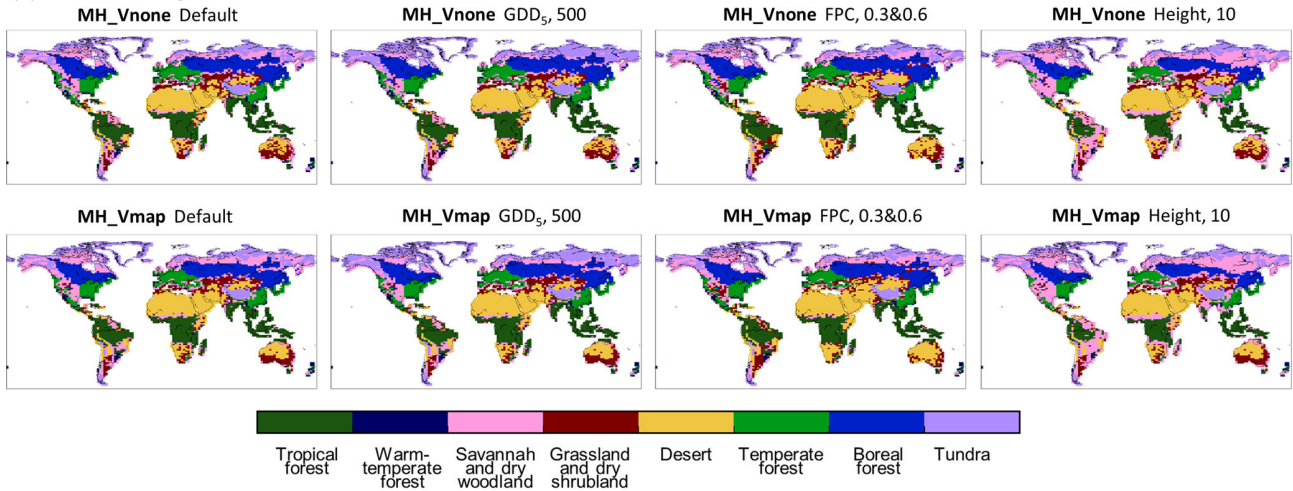 MH_Vnone Default
MH_Vnone GDD₅, 500
MH_Vnone FPC, 0.3&0.6
MH_Vnone Height, 10
MH_Vmap Default
MH_Vmap GDD₅, 500
MH_Vmap FPC, 0.3&0.6
MH_Vmap Height, 10
Tropical
forest
Warm-
temperate
forest
Savannah
and dry
woodland
Grassland
and dry
shrubland
Desert
Temperate
forest
Boreal
forest
Tundra